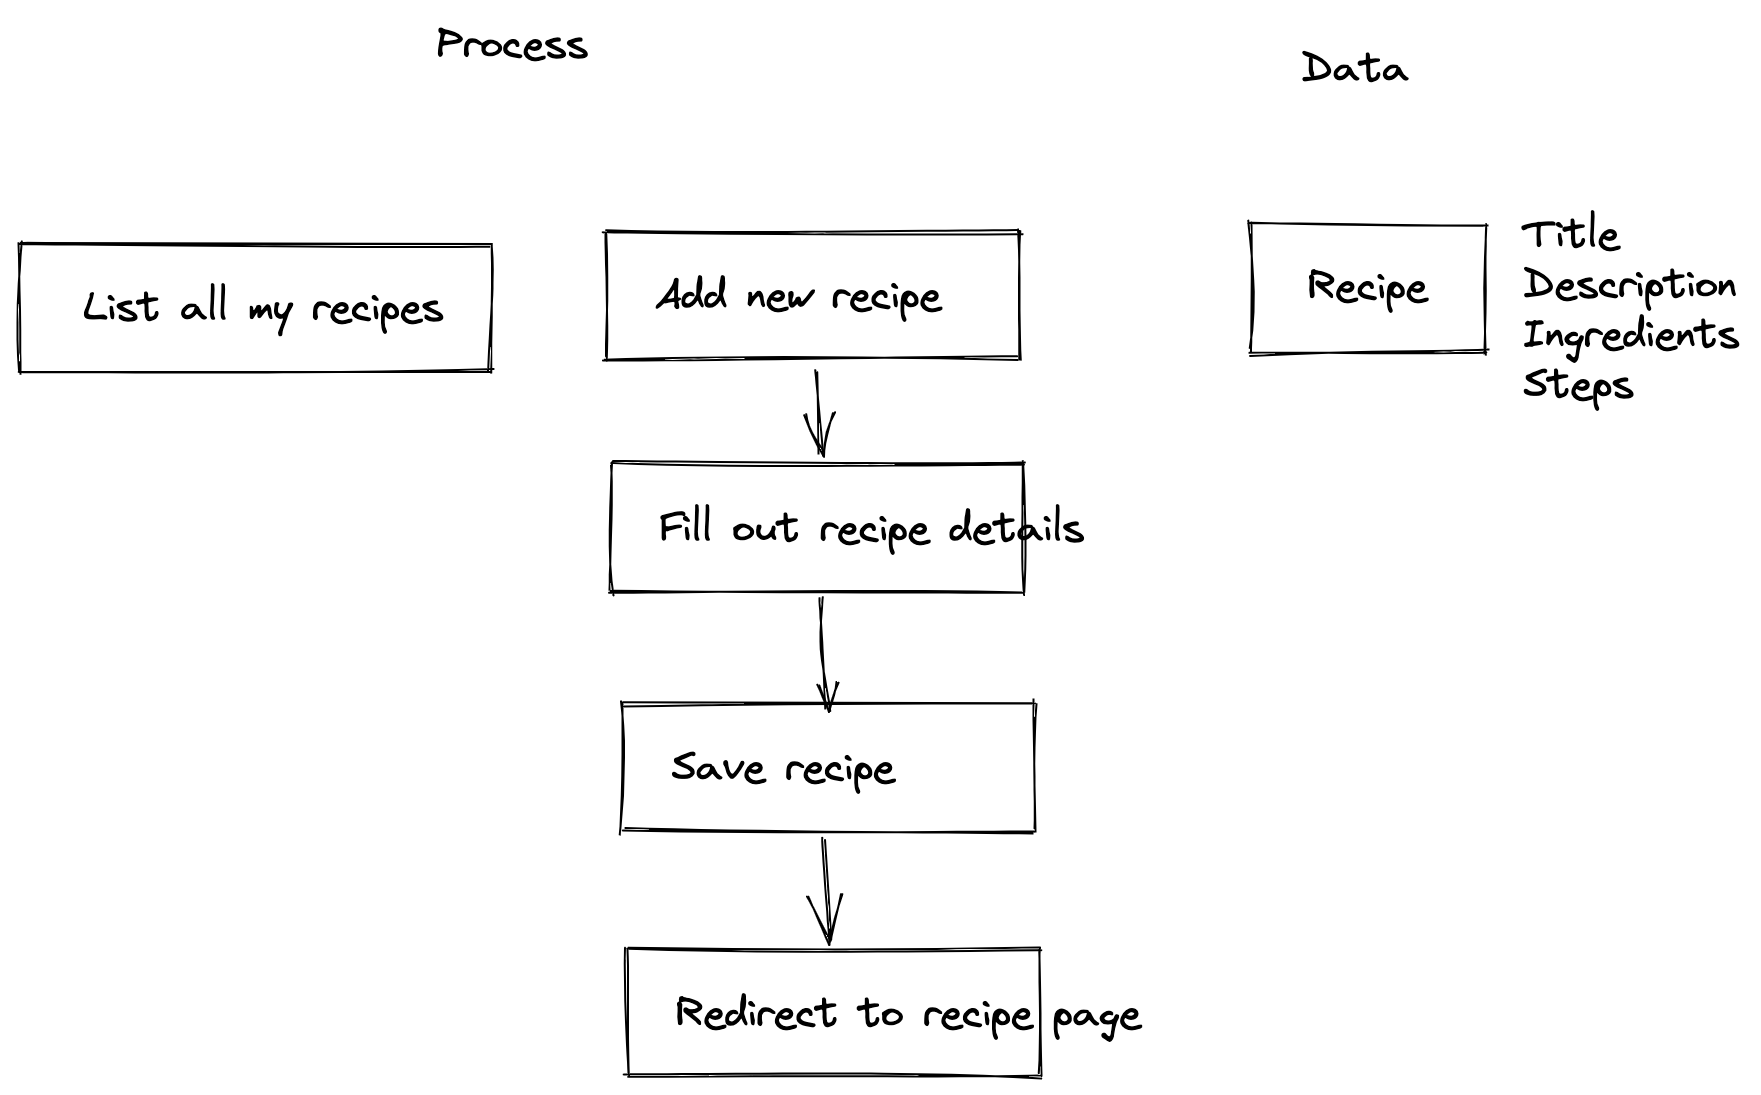 Process
Data
List all my recipes
Add new recipe
Fill out recipe details
Save recipe
Redirect to recipe page
Recipe
Title
Description
Ingredients
Steps